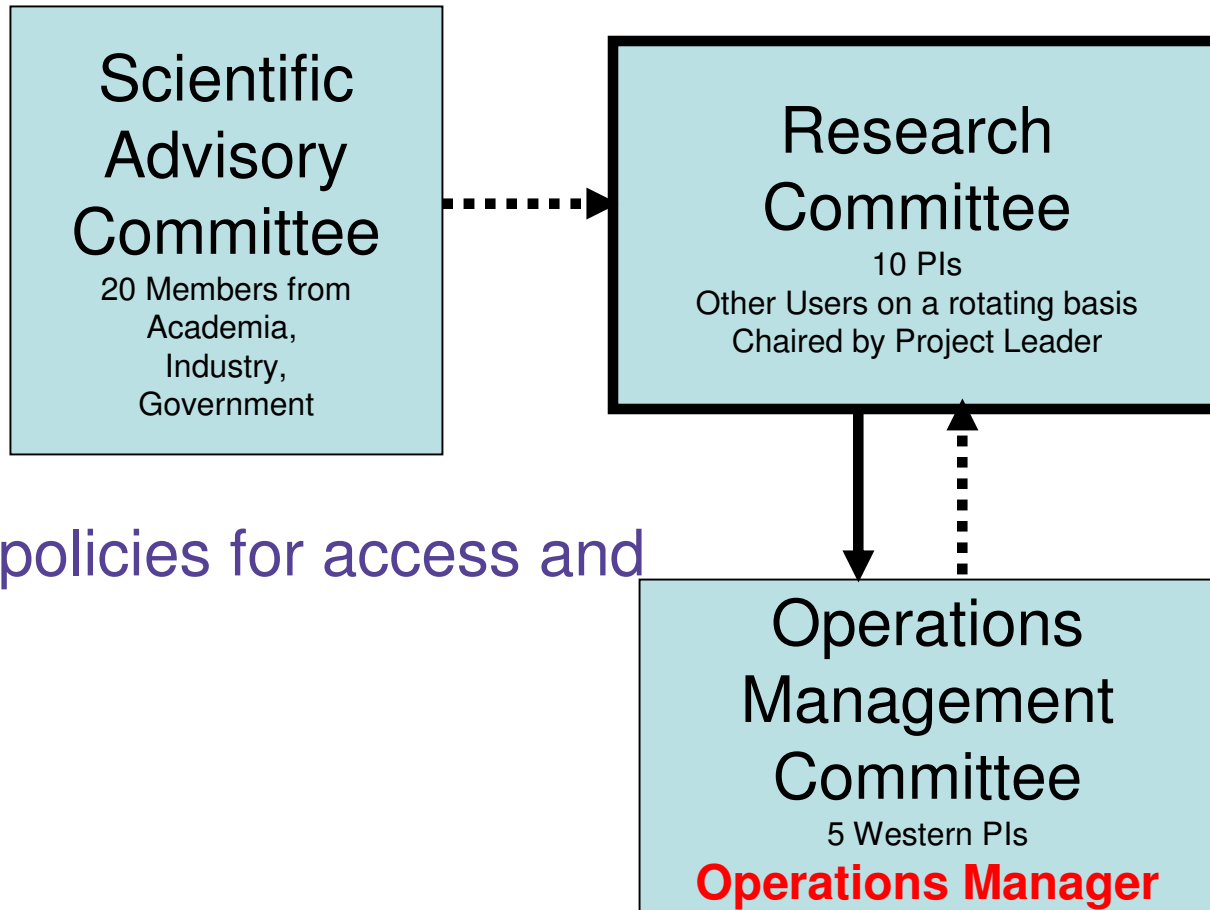 Scientific
Advisory
Committee
20 Members from
Academia,
Industry,
Government
Research
Committee
10 PIs
Other Users on a rotating basis
Chaired by Project Leader
policies for access and
Operations
Management
Committee
5 Western PIs
Operations Manager